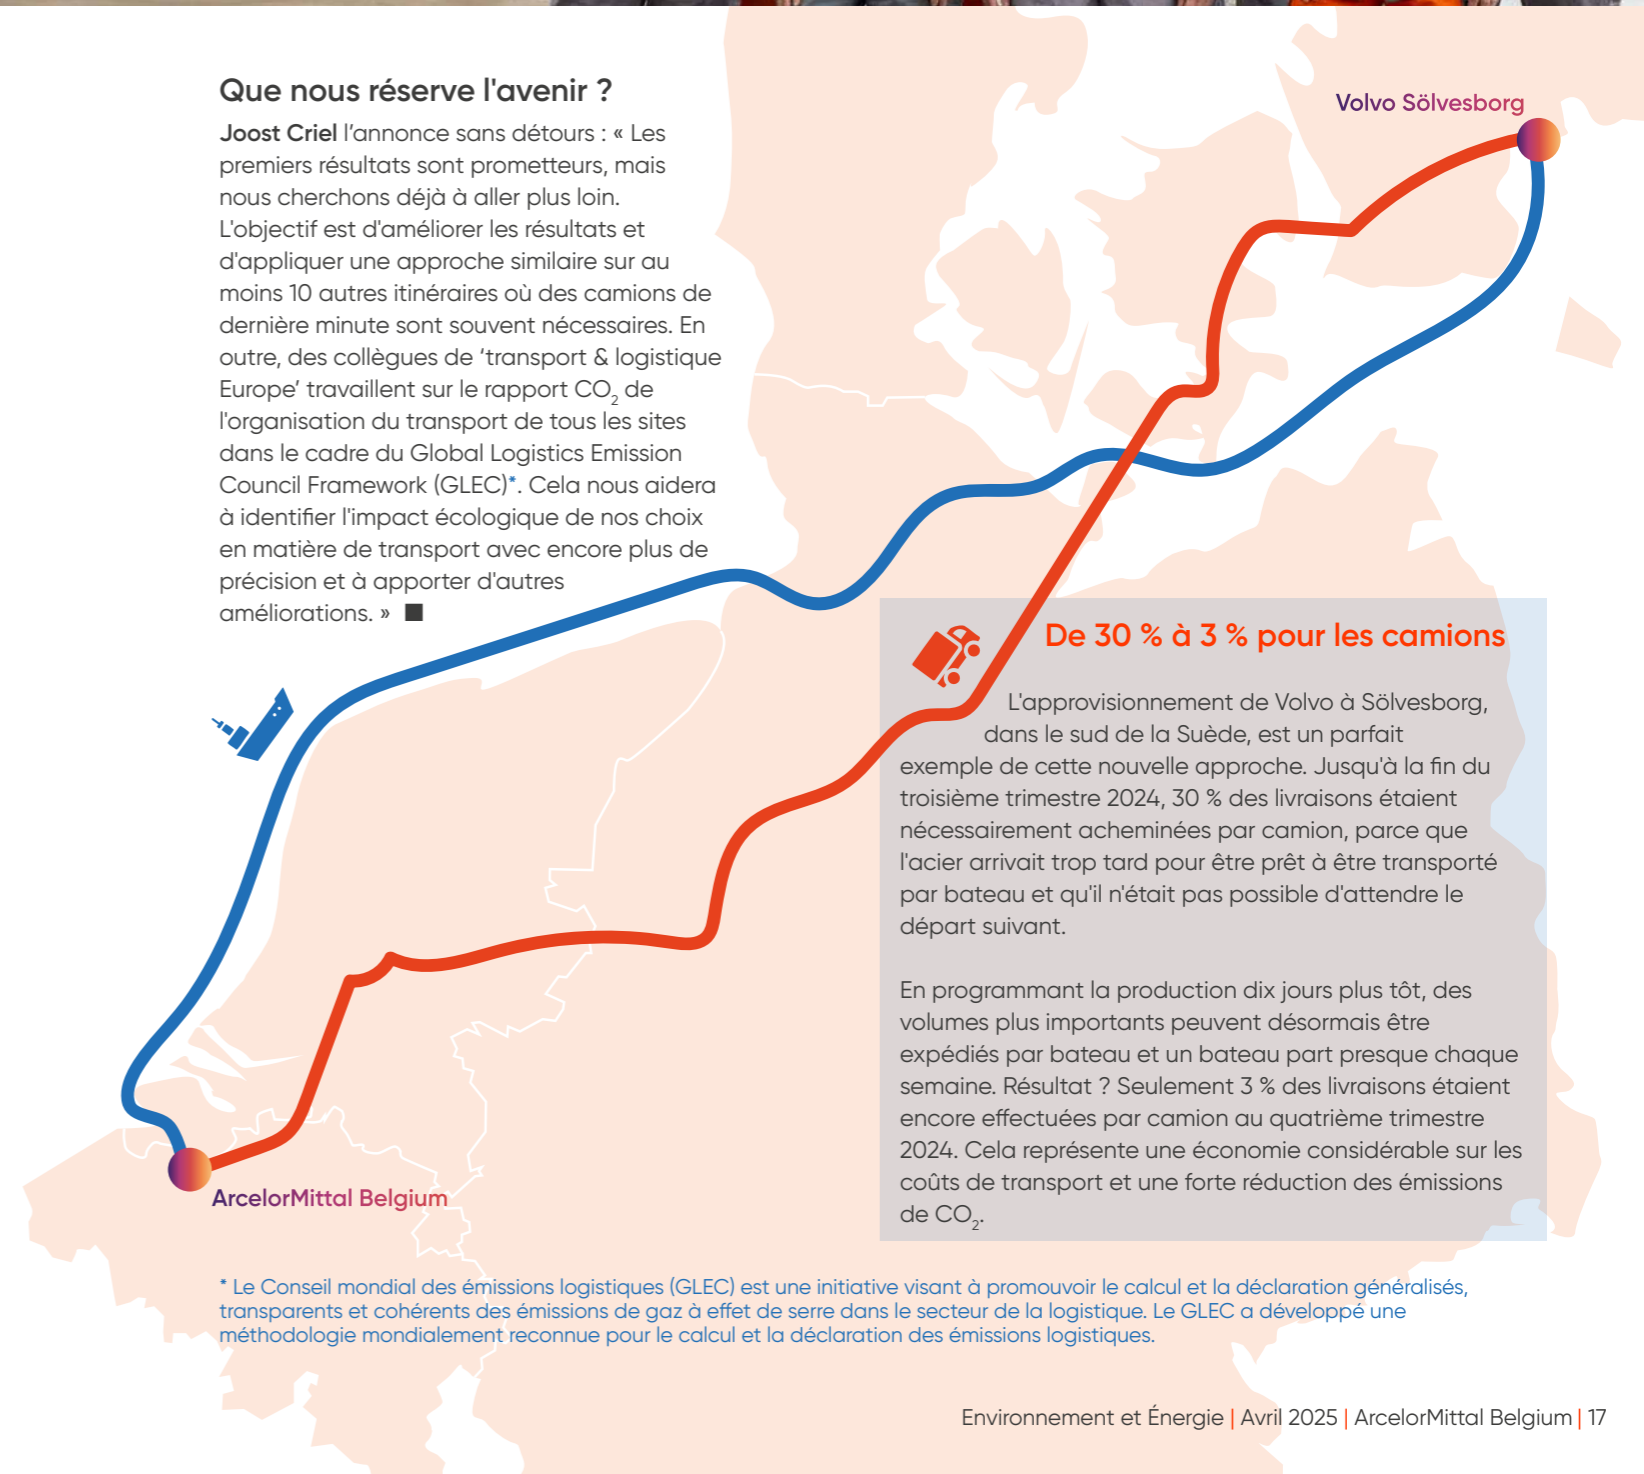 Que nous réserve l'avenir ?
Joost Criel l’annonce sans détours : « Les
premiers résultats sont prometteurs, mais
nous cherchons déjà à aller plus loin.
L'objectif est d'améliorer les résultats et
d'appliquer une approche similaire sur au
moins 10 autres itinéraires où des camions de
dernière minute sont souvent nécessaires. En
outre, des collègues de ‘transport & logistique
Europe’ travaillent sur le rapport CO₂ de
l'organisation du transport de tous les sites
dans le cadre du Global Logistics Emission
Council Framework (GLEC)*. Cela nous aidera
à identifier l'impact écologique de nos choix
en matière de transport avec encore plus de
précision et à apporter d'autres
améliorations. » ■
Volvo Sölvesborg
De 30 % à 3 % pour les camions
L'approvisionnement de Volvo à Sölvesborg,
dans le sud de la Suède, est un parfait
exemple de cette nouvelle approche. Jusqu'à la fin du
troisième trimestre 2024, 30 % des livraisons étaient
nécessairement acheminées par camion, parce que
l'acier arrivait trop tard pour être prêt à être transporté
par bateau et qu'il n'était pas possible d'attendre le
départ suivant.
En programmant la production dix jours plus tôt, des
volumes plus importants peuvent désormais être
expédiés par bateau et un bateau part presque chaque
semaine. Résultat ? Seulement 3 % des livraisons étaient
encore effectuées par camion au quatrième trimestre
2024. Cela représente une économie considérable sur les
coûts de transport et une forte réduction des émissions
de CO₂.
ArcelorMittal Belgium
* Le Conseil mondial des émissions logistiques (GLEC) est une initiative visant à promouvoir le calcul et la déclaration généralisés,
transparents et cohérents des émissions de gaz à effet de serre dans le secteur de la logistique. Le GLEC a développé une
méthodologie mondialement reconnue pour le calcul et la déclaration des émissions logistiques.
Environnement et Énergie | Avril 2025 | ArcelorMittal Belgium | 17